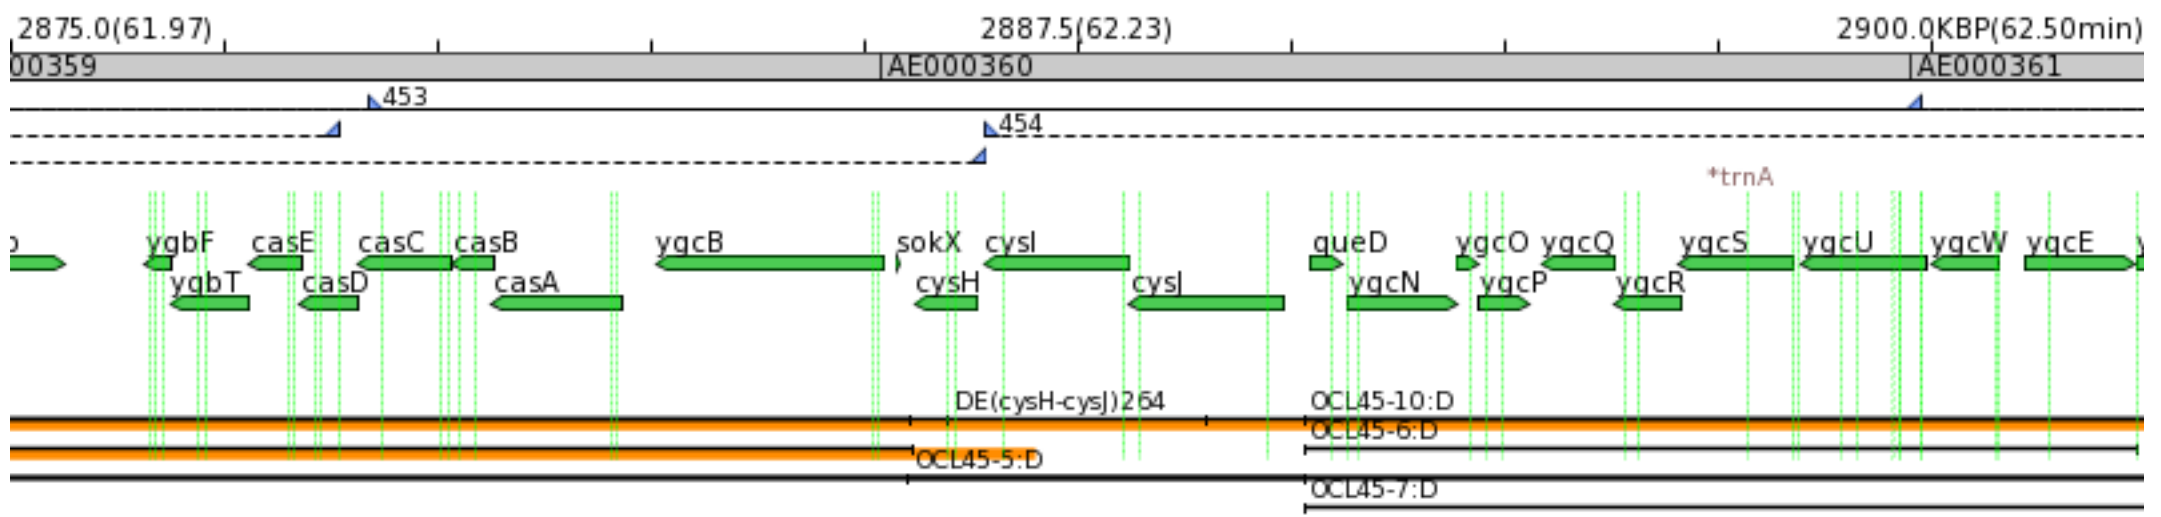 2875.0(61.97) 2887.5(62.23) 2900.0KBP(62.50min)
00359 AE000360 AE000361
453
454
*trnA
ygbF casE casC casB ygcB sokX cysI queD ygcO ygcQ ygcS ygcU ygcW yqcE
ygbT casD casA cysH cysJ ygcN ygcP ygcR
DE(cysH-cysJ)264 OCL45-10:D
OCL45-6:D
OCL45-5:D
OCL45-7:D